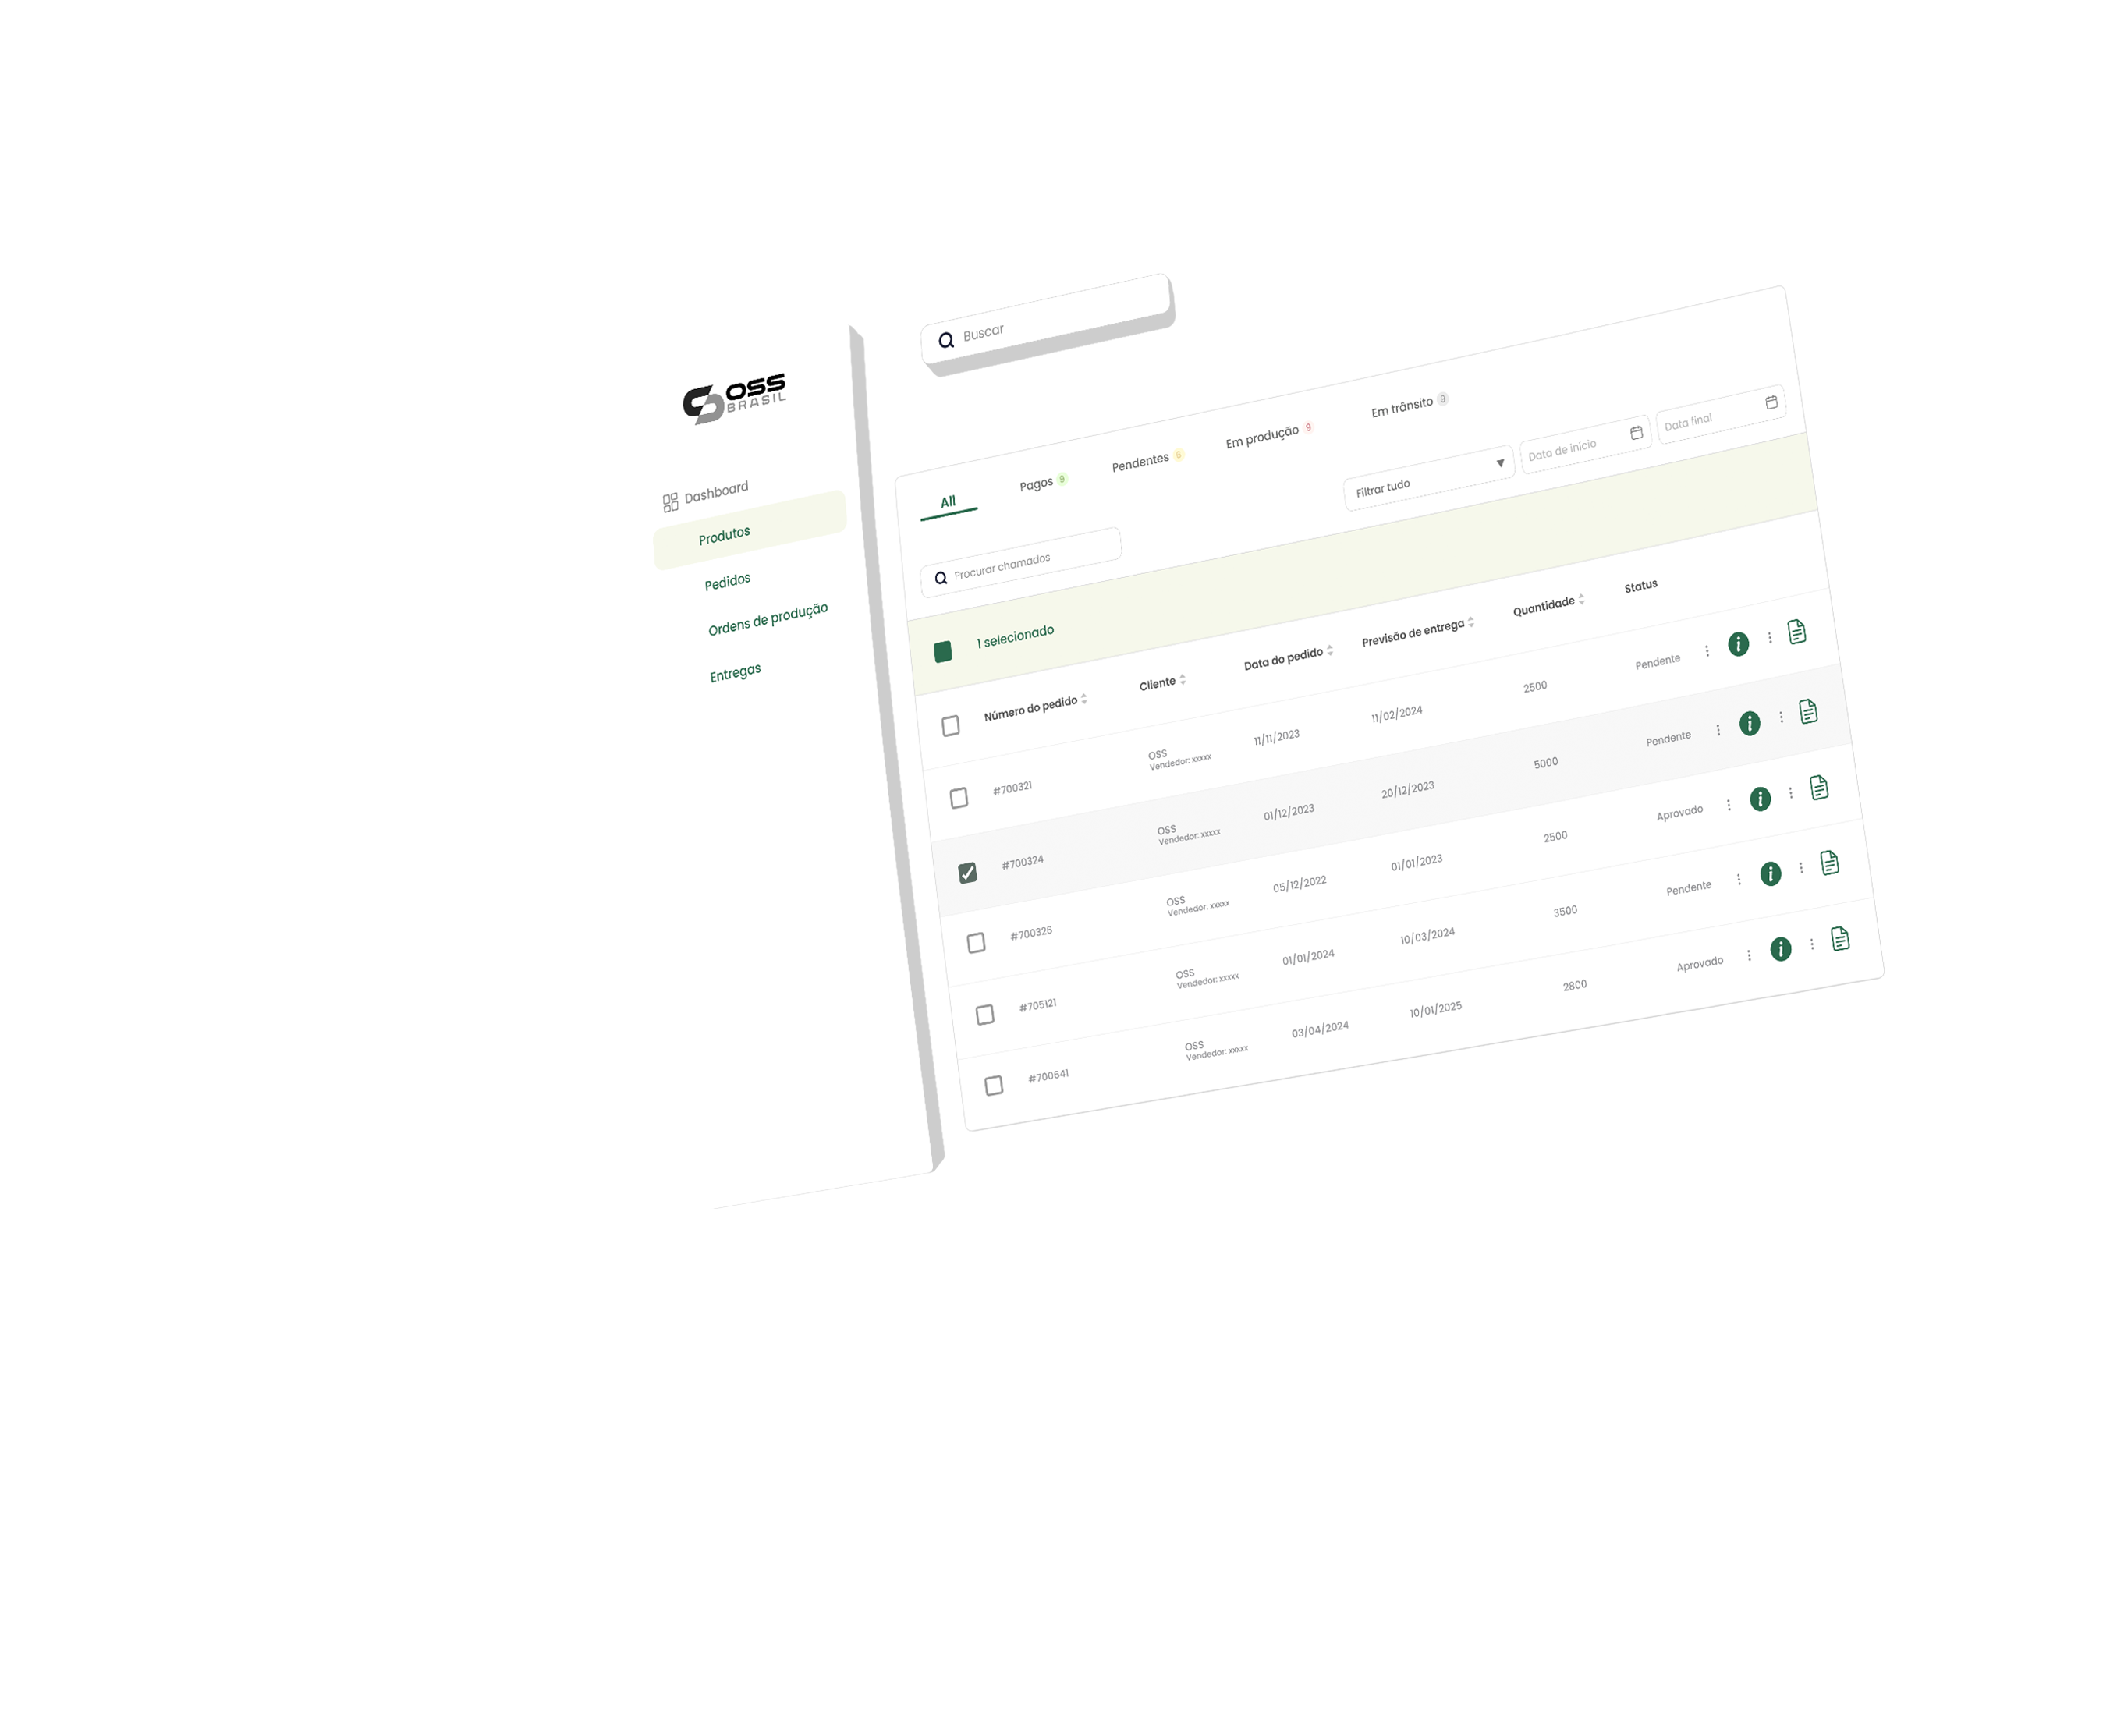 OSS
BRASIL
Dashboard
Produtos
Pedidos
Ordens de produção
Entregas
Buscar
All
Pagos 9
Pendentes 6
Em produção 9
Em trânsito 9
Procurar chamados
Filtrar tudo
Data de inicio
Data final
1 selecionado
Número do pedido Cliente Data do pedido Previsão de entrega Quantidade Status
#700321 OSS 11/11/2023 11/02/2024 2500 Pendente
Vendedor: xxxxx
#700324 OSS 01/12/2023 20/12/2023 5000 Pendente
Vendedor: xxxxx
#700326 OSS 05/12/2022 01/01/2023 2500 Aprovado
Vendedor: xxxxx
#705121 OSS 01/01/2024 10/03/2024 3500 Pendente
Vendedor: xxxxx
#700641 OSS 03/04/2024 10/01/2025 2800 Aprovado
Vendedor: xxxxx